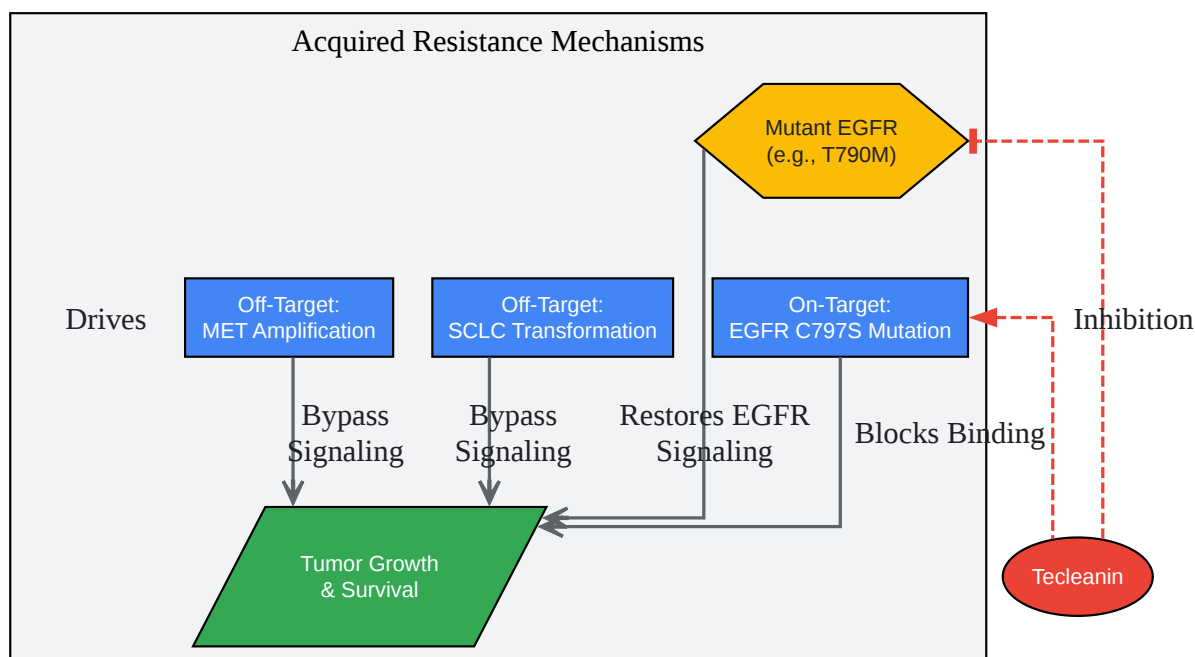 Acquired Resistance Mechanisms
Mutant EGFR
(e.g., T790M)
Off-Target:
MET Amplification
Off-Target:
SCLC Transformation
On-Target:
EGFR C797S Mutation
Drives
Inhibition
Bypass
Signaling
Bypass
Signaling
Restores EGFR
Signaling
Blocks Binding
Tumor Growth
& Survival
Tecleanin